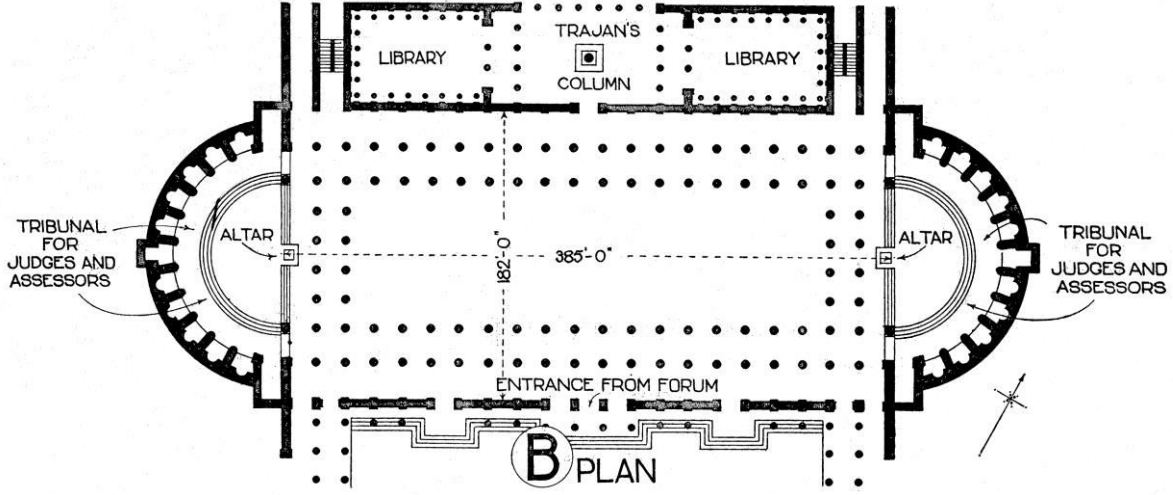 TRAJAN'S
COLUMN
LIBRARY
LIBRARY
TRIBUNAL
FOR
JUDGES AND
ASSESSORS
ALTAR
182'-0"
385'-0"
ALTAR
TRIBUNAL
FOR
JUDGES AND
ASSESSORS
ENTRANCE FROM FORUM
B PLAN